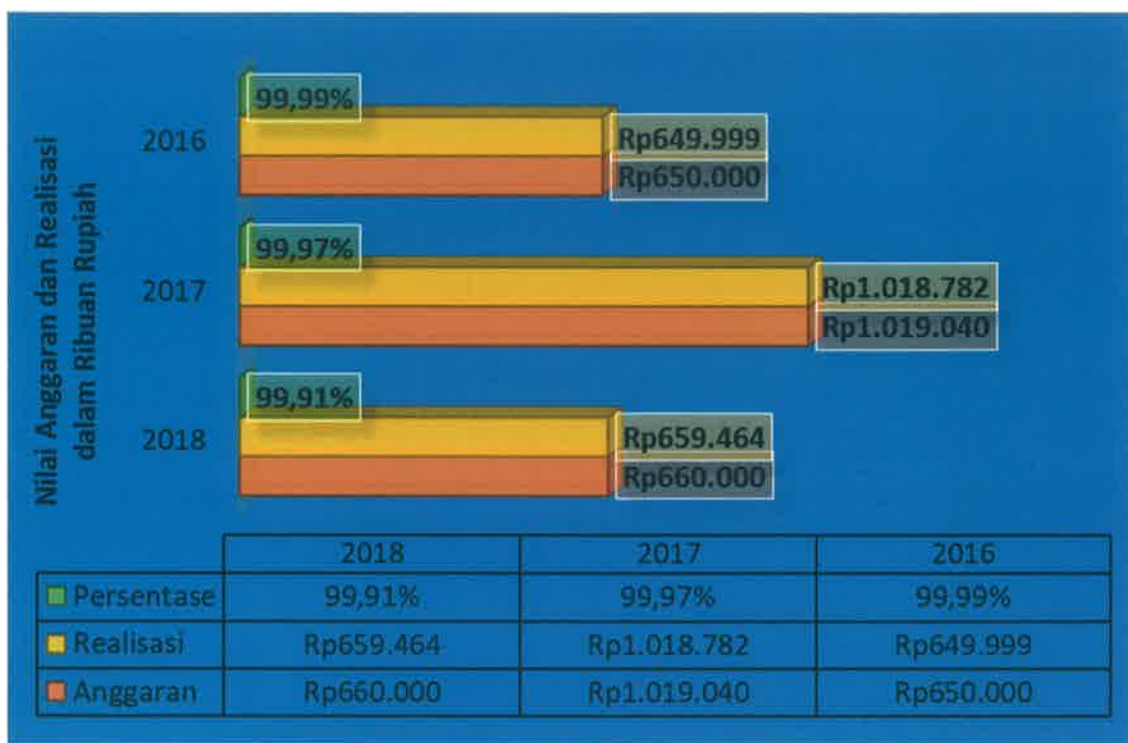 Nilai Anggaran dan Realisasi
dalam Ribuan Rupiah
2016
99,99%
Rp649.999
Rp650.000
2017
99,97%
Rp1.018.782
Rp1.019.040
2018
99,91%
Rp659.464
Rp660.000
2018 2017 2016
Persentase 99,91% 99,97% 99,99%
Realisasi Rp659.464 Rp1.018.782 Rp649.999
Anggaran Rp660.000 Rp1.019.040 Rp650.000